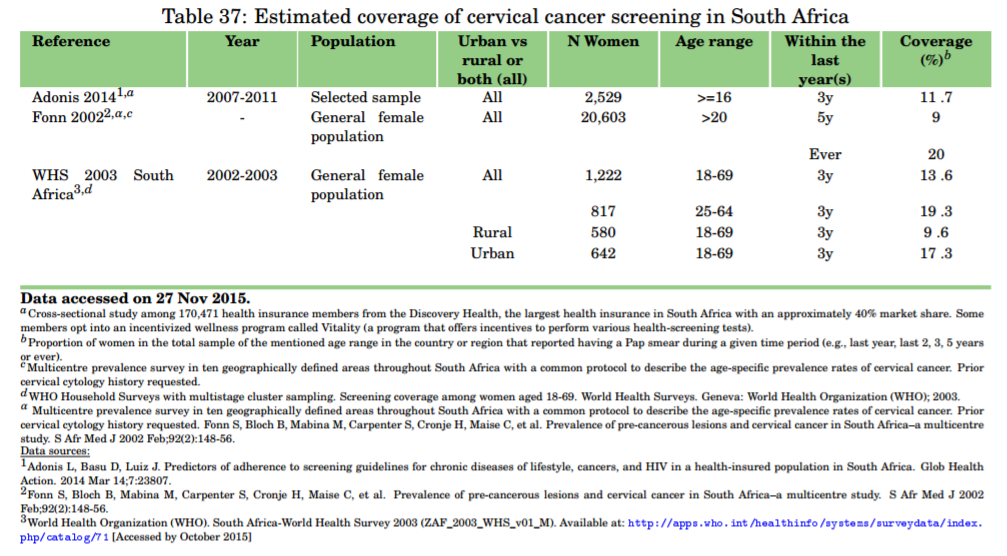 Table 37: Estimated coverage of cervical cancer screening in South Africa
Reference Year Population Urban vs rural or both (all) N Women Age range Within the last year(s) Coverage (%)b
Adonis 20141,a 2007-2011 Selected sample All 2,529 >=16 3y 11 .7
Fonn 20022,a,c - General female population All 20,603 >20 5y 9
Ever 20
WHS 2003 South Africa3,d 2002-2003 General female population All 1,222 18-69 3y 13 .6
817 25-64 3y 19 .3
Rural 580 18-69 3y 9 .6
Urban 642 18-69 3y 17 .3
Data accessed on 27 Nov 2015.
a Cross-sectional study among 170,471 health insurance members from the Discovery Health, the largest health insurance in South Africa with an approximately 40% market share. Some
members opt into an incentivized wellness program called Vitality (a program that offers incentives to perform various health-screening tests).
b Proportion of women in the total sample of the mentioned age range in the country or region that reported having a Pap smear during a given time period (e.g., last year, last 2, 3, 5 years
or ever).
c Multicentre prevalence survey in ten geographically defined areas throughout South Africa with a common protocol to describe the age-specific prevalence rates of cervical cancer. Prior
cervical cytology history requested.
d WHO Household Surveys with multistage cluster sampling. Screening coverage among women aged 18-69. World Health Surveys. Geneva: World Health Organization (WHO); 2003.
a Multicentre prevalence survey in ten geographically defined areas throughout South Africa with a common protocol to describe the age-specific prevalence rates of cervical cancer. Prior
cervical cytology history requested. Fonn S, Bloch B, Mabina M, Carpenter S, Cronje H, Maise C, et al. Prevalence of pre-cancerous lesions and cervical cancer in South Africa–a multicentre
study. S Afr Med J 2002 Feb;92(2):148-56.
Data sources:
1 Adonis L, Basu D, Luiz J. Predictors of adherence to screening guidelines for chronic diseases of lifestyle, cancers, and HIV in a health-insured population in South Africa. Glob Health
Action. 2014 Mar 14;7:23807.
2 Fonn S, Bloch B, Mabina M, Carpenter S, Cronje H, Maise C, et al. Prevalence of pre-cancerous lesions and cervical cancer in South Africa–a multicentre study. S Afr Med J 2002
Feb;92(2):148-56.
3 World Health Organization (WHO). South Africa-World Health Survey 2003 (ZAF_2003_WHS_v01_M). Available at: http://apps.who.int/healthinfo/systems/surveydata/index.
php/catalog/71 [Accessed by October 2015]